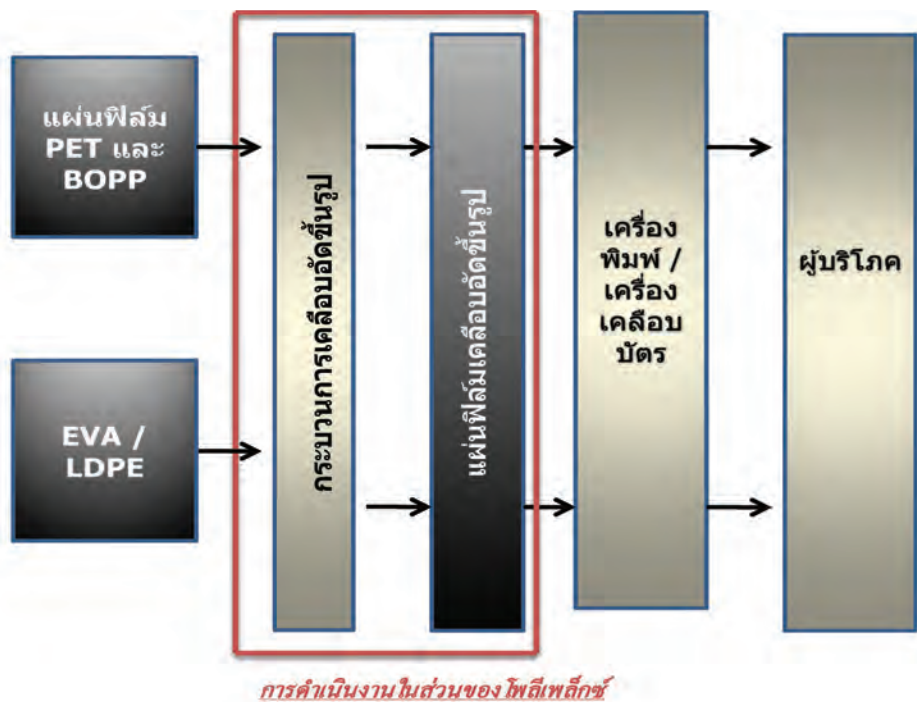 แผ่นฟิล์ม
PET และ
BOPP
EVA /
LDPE
กระบวนการเคลือบอัดขึ้นรูป
แผ่นฟิล์มเคลือบอัดขึ้นรูป
เครื่อง
พิมพ์ /
เครื่อง
เคลือบ
บัตร
ผู้บริโภค
การดำเนินงานในส่วนของโพลีเพล็กซ์